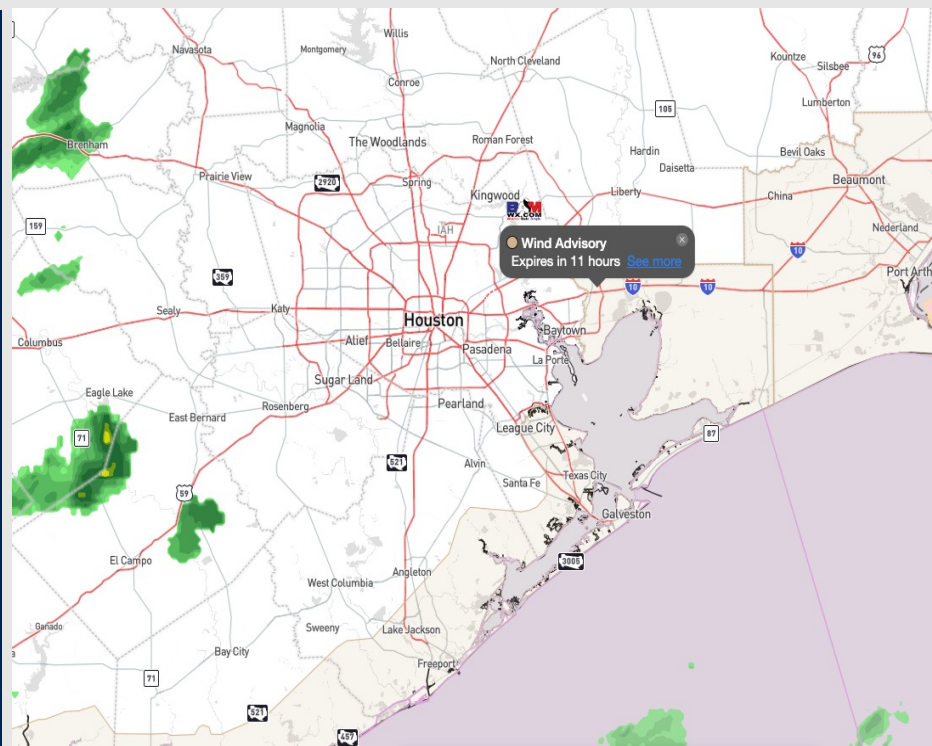 Willis
Navasota
Montgomery
North Cleveland
Kountze
96
Silsbee
Conroe
Lumberton
105
Magnolia
Roman Forest
Brenham
The Woodlands
Hardin
Bevil Oaks
Daisetta
Prairie View
2920
Spring
Kingwood
Liberty
China
Beaumont
BAM
WX.COM
159
IAH
Nederland
Wind Advisory
Expires in 11 hours See more
10
359
Port Arth
10
10
Sealy
Katy
Houston
Baytown
Columbus
Alief
Bellaire
Pasadena
La Porte
Sugar Land
Eagle Lake
Rosenberg
Pearland
East Bernard
League City
87
71
521
Alvin
Texas City
Santa Fe
59
Galveston
El Campo
3005
Angleton
West Columbia
Ganado
Sweeny
Lake Jackson
Bay City
Freeport
71
521
457